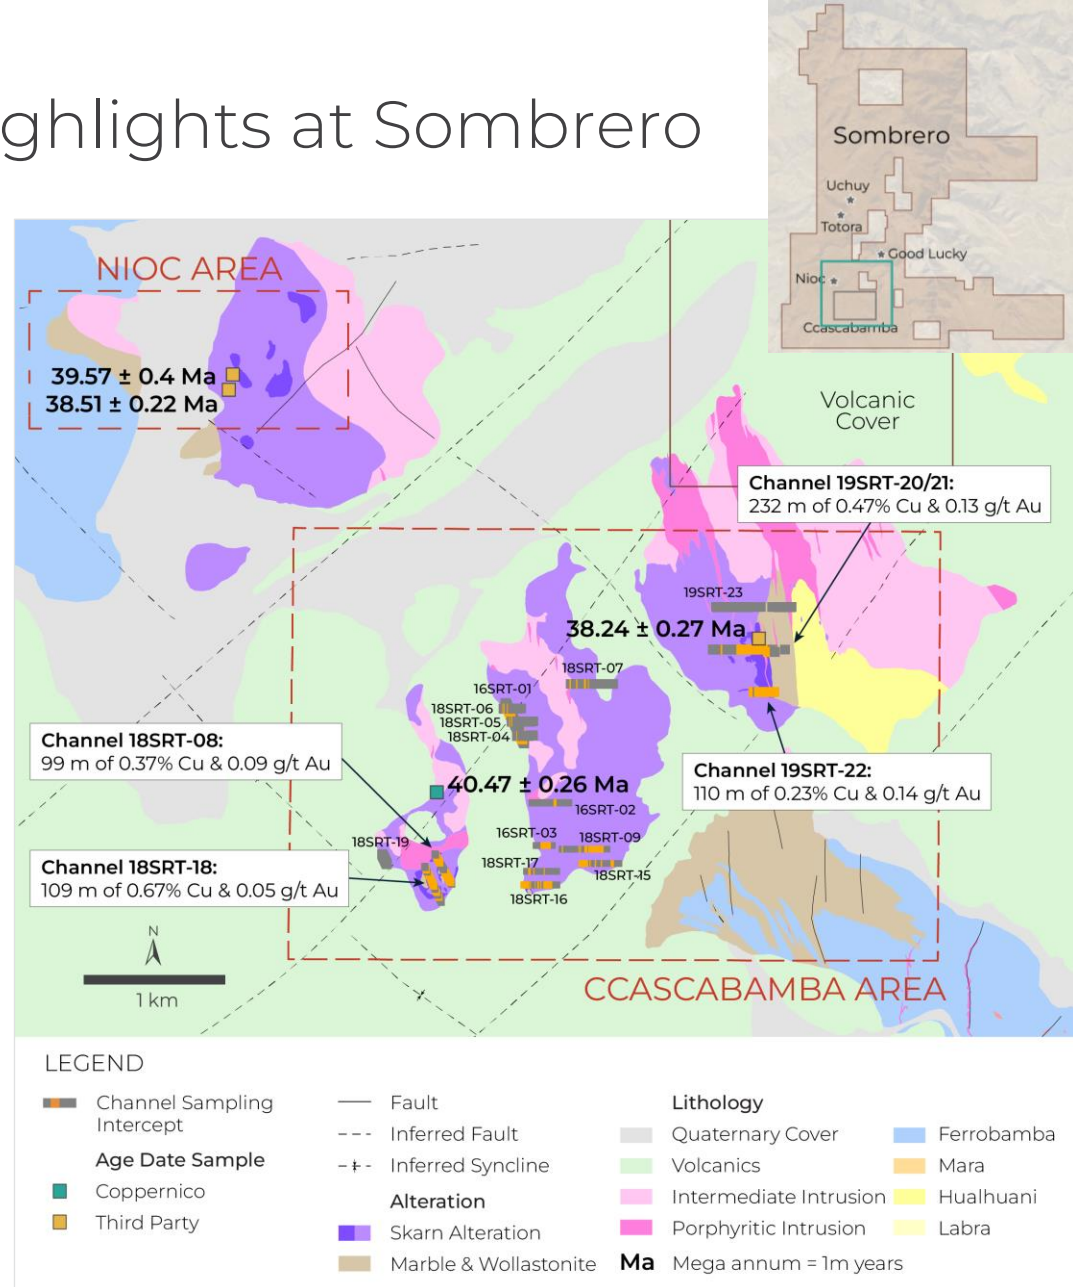 ghlights at Sombrero
Sombrero
Uchuy
Totora
Good Lucky
Nioc
Ccascabamba
NIOC AREA
39.57 ± 0.4 Ma
38.51 ± 0.22 Ma
Volcanic
Cover
Channel 19SRT-20/21:
232 m of 0.47% Cu & 0.13 g/t Au
19SRT-23
38.24 ± 0.27 Ma
18SRT-07
16SRT-01
18SRT-06
18SRT-05
18SRT-04
Channel 18SRT-08:
99 m of 0.37% Cu & 0.09 g/t Au
Channel 19SRT-22:
110 m of 0.23% Cu & 0.14 g/t Au
40.47 ± 0.26 Ma
16SRT-02
16SRT-03
18SRT-09
18SRT-19
18SRT-17
18SRT-15
18SRT-16
Channel 18SRT-18:
109 m of 0.67% Cu & 0.05 g/t Au
N
1 km
CCASCABAMBA AREA
LEGEND
Channel Sampling
Intercept
Age Date Sample
Coppernico
Third Party
Fault
Inferred Fault
Inferred Syncline
Alteration
Skarn Alteration
Marble & Wollastonite
Lithology
Quaternary Cover
Volcanics
Intermediate Intrusion
Porphyritic Intrusion
Ma Mega annum = 1m years
Ferrobamba
Mara
Hualhuani
Labra